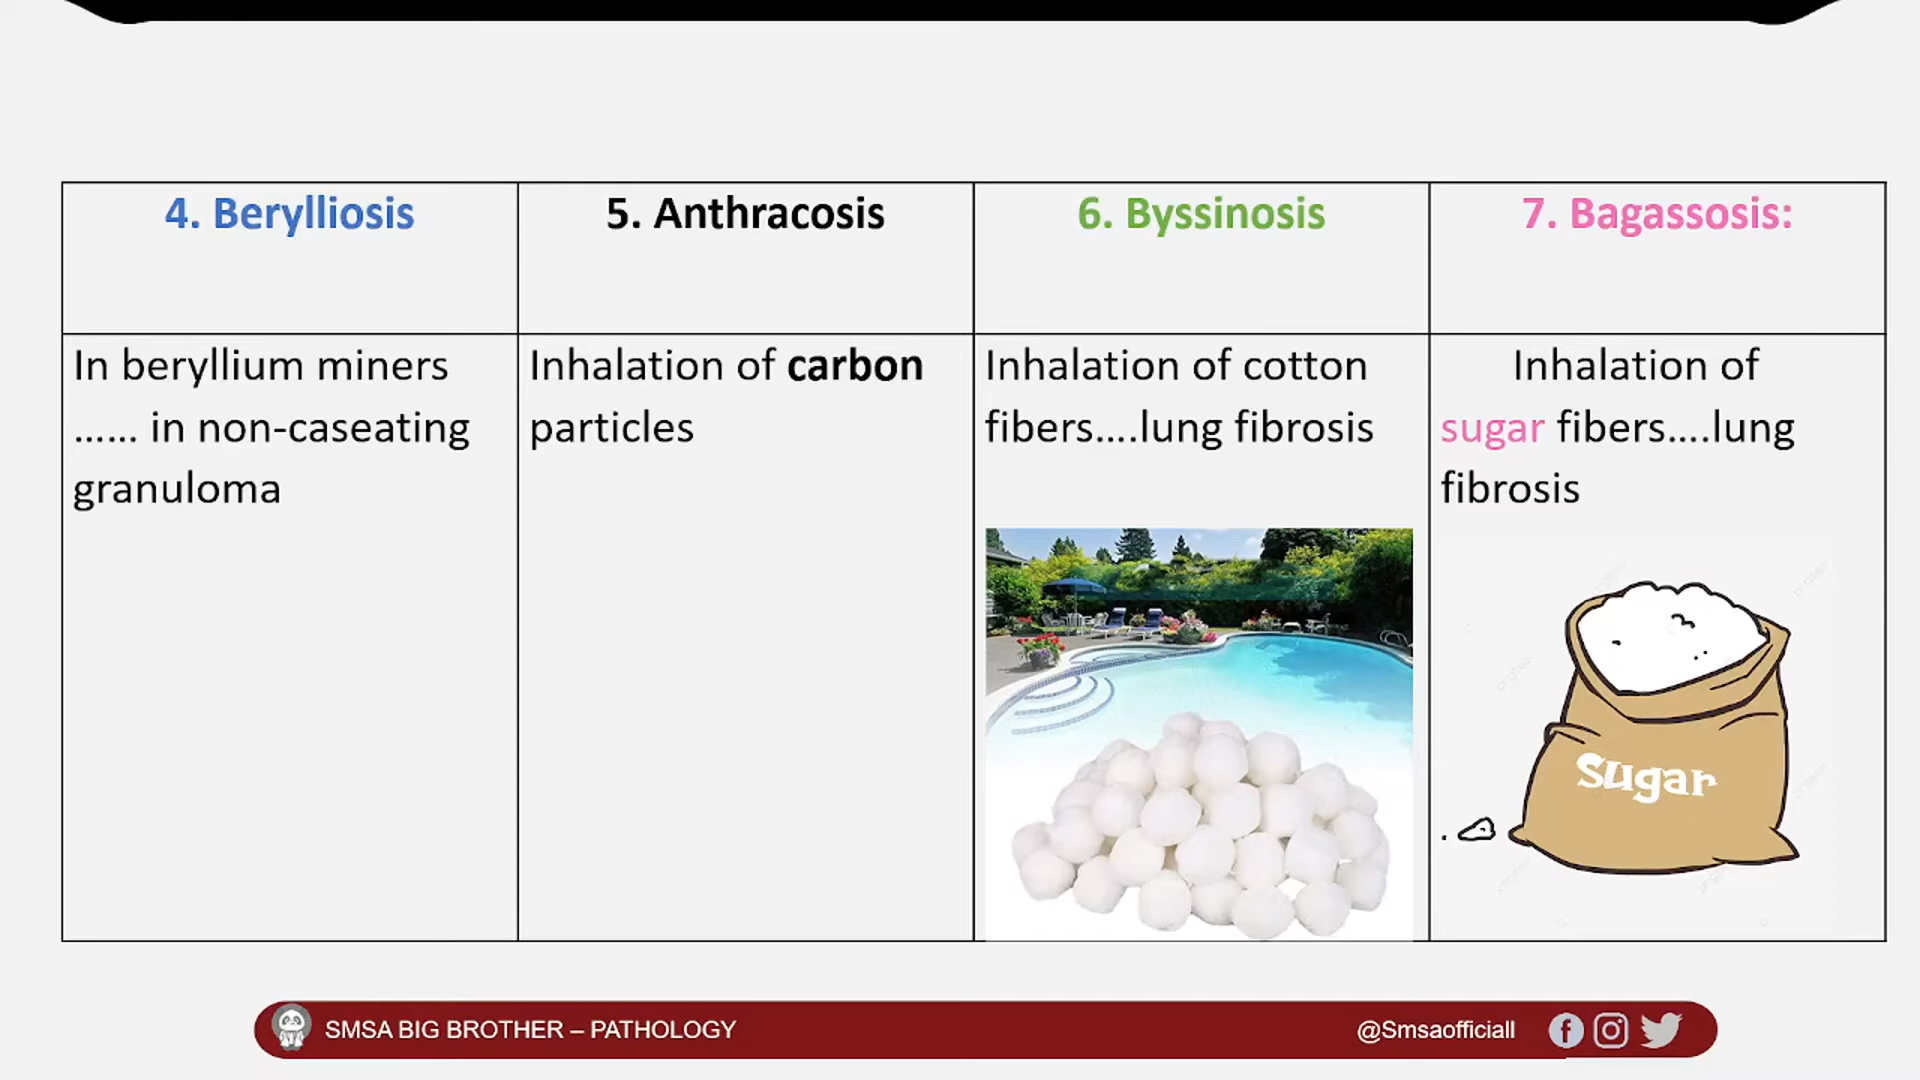 4. Berylliosis
5. Anthracosis
6. Byssinosis
7. Bagassosis:
In beryllium miners
...... in non-caseating
granuloma
Inhalation of carbon
particles
Inhalation of cotton
fibers....lung fibrosis
Inhalation of
sugar fibers....lung
fibrosis
Sugar
SMSA BIG BROTHER – PATHOLOGY
@Smsaofficiall